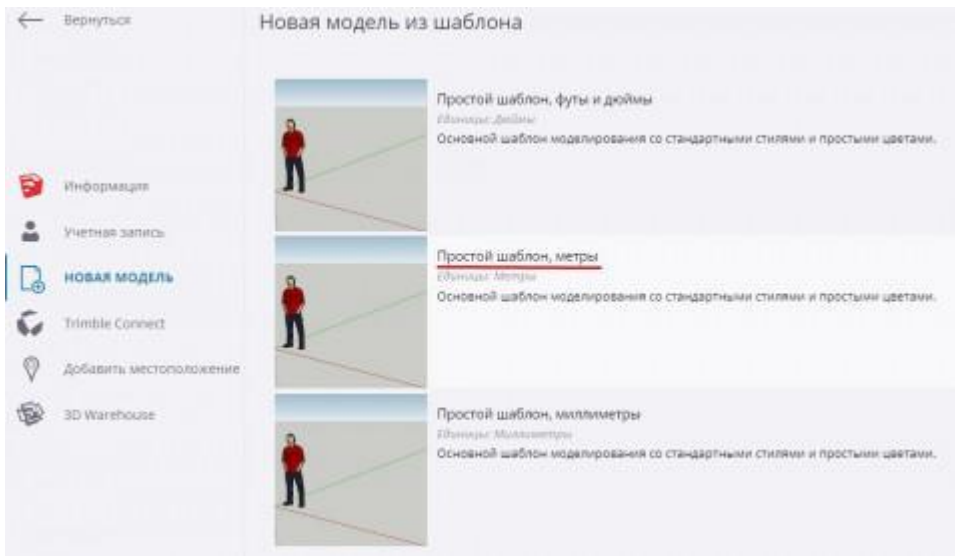 Вернуться
Новая модель из шаблона
Простой шаблон, футы и дюймы
Единицы: Дюймы
Основной шаблон моделирования со стандартными стилями и простыми цветами.
Информация
Учетная запись
НОВАЯ МОДЕЛЬ
Trimble Connect
Добавить местоположение
3D Warehouse
Простой шаблон, метры
Единицы: Метры
Основной шаблон моделирования со стандартными стилями и простыми цветами.
Простой шаблон, миллиметры
Единицы: Миллиметры
Основной шаблон моделирования со стандартными стилями и простыми цветами.